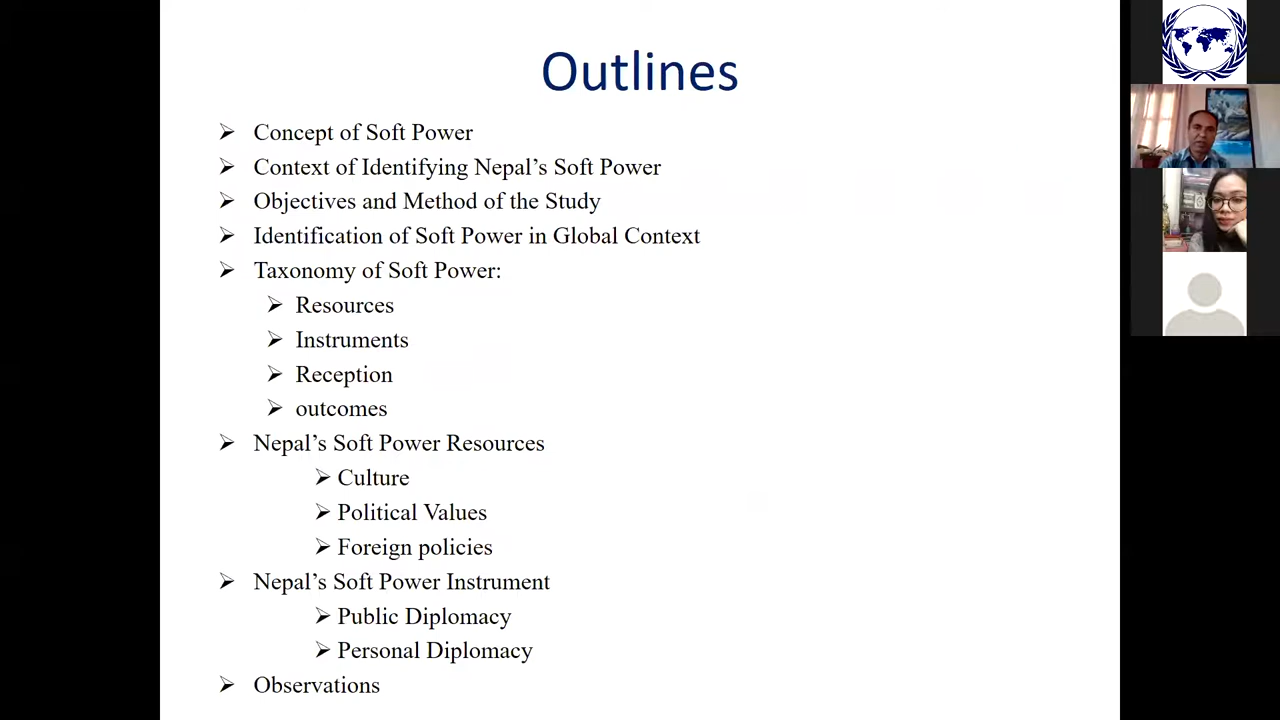 Outlines
➢ Concept of Soft Power
➢ Context of Identifying Nepal’s Soft Power
➢ Objectives and Method of the Study
➢ Identification of Soft Power in Global Context
➢ Taxonomy of Soft Power:
➢ Resources
➢ Instruments
➢ Reception
➢ outcomes
➢ Nepal’s Soft Power Resources
➢ Culture
➢ Political Values
➢ Foreign policies
➢ Nepal’s Soft Power Instrument
➢ Public Diplomacy
➢ Personal Diplomacy
➢ Observations